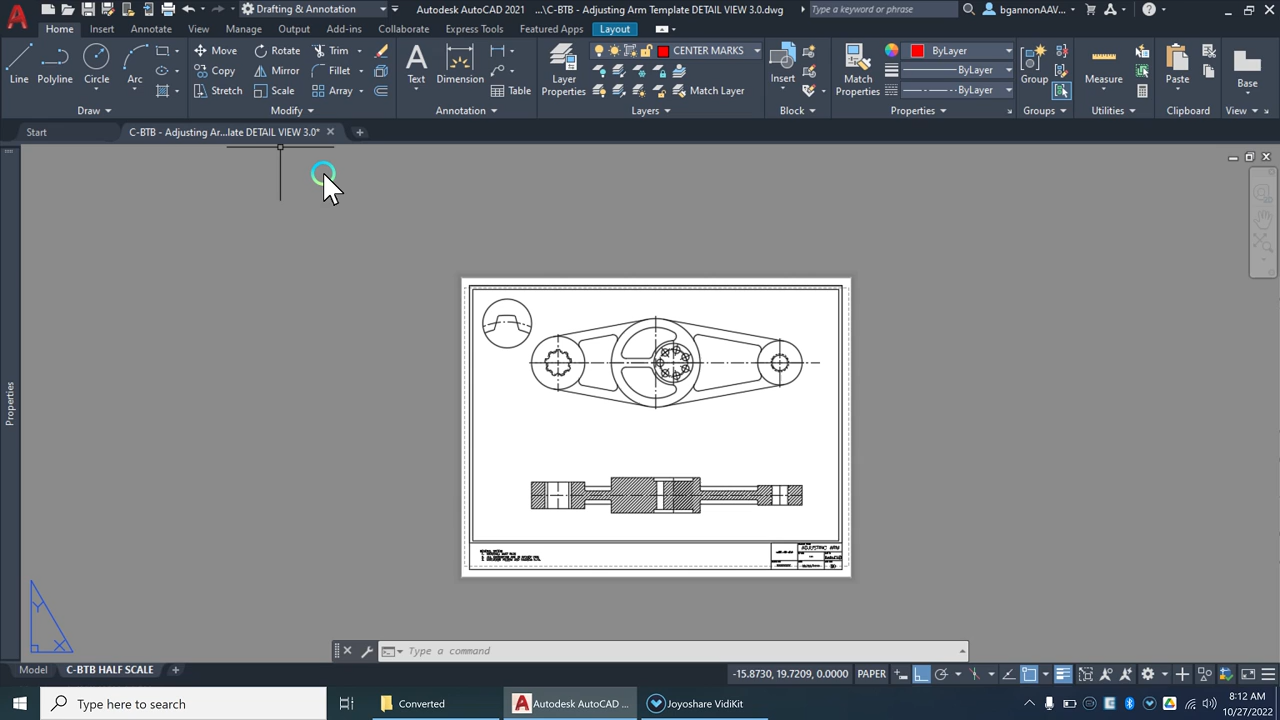 Drafting & Annotation
Autodesk AutoCAD 2021
\C-BTB - Adjusting Arm Template DETAIL VIEW 3.0.dwg
Type a keyword or phrase
bgannonAAV...
Home
Insert
Annotate
View
Manage
Output
Add-ins
Collaborate
Express Tools
Featured Apps
Layout
Line
Polyline
Circle
Arc
Move
Rotate
Trim
Copy
Mirror
Fillet
Stretch
Scale
Array
Text
Dimension
Table
Layer
Properties
CENTER MARKS
Match Layer
Insert
Match
Properties
ByLayer
ByLayer
ByLayer
Group
Measure
Paste
Base
Draw
Modify
Annotation
Layers
Block
Properties
Groups
Utilities
Clipboard
View
Start
C-BTB - Adjusting Ar...late DETAIL VIEW 3.0*
Properties
ADJUSTING ARM
Y
X
Type a command
Model
C-BTB HALF SCALE
-15.8730, 19.7209, 0.0000
PAPER
Type here to search
Converted
Autodesk AutoCAD ...
Joyoshare VidiKit
8:12 AM
10/27/2022